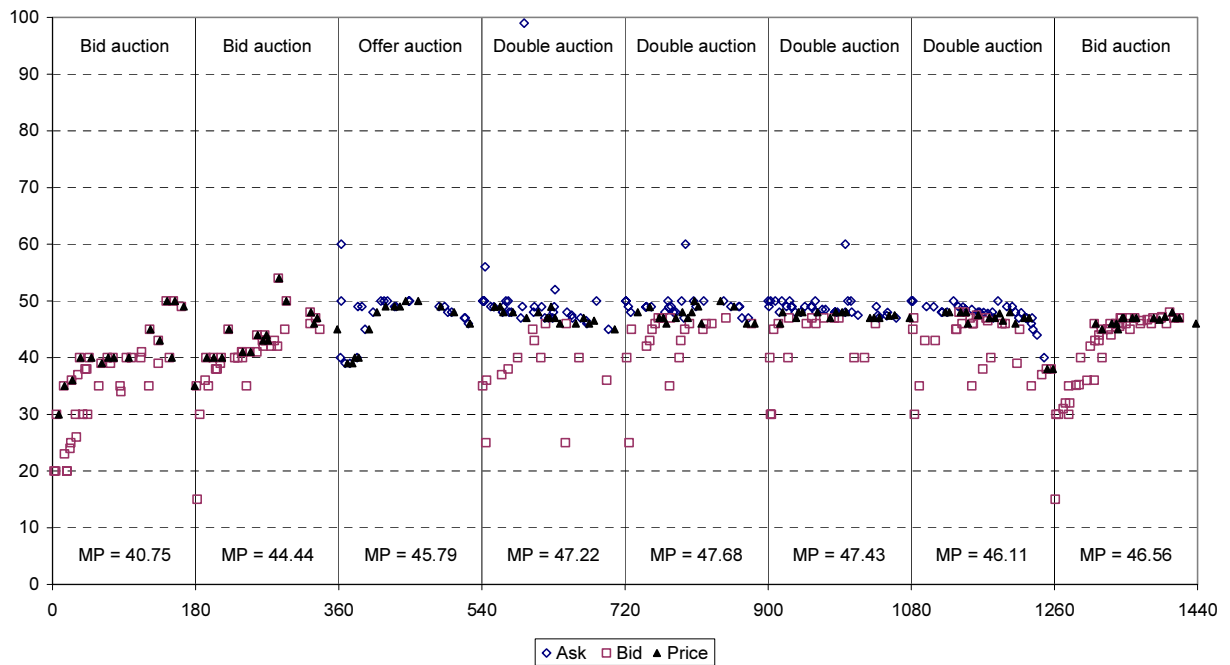 100
Bid auction Bid auction Offer auction Double auction Double auction Double auction Double auction Bid auction
90
80
70
60
50
40
30
20
10
MP = 40.75 MP = 44.44 MP = 45.79 MP = 47.22 MP = 47.68 MP = 47.43 MP = 46.11 MP = 46.56
0
0 180 360 540 720 900 1080 1260 1440
Ask Bid Price